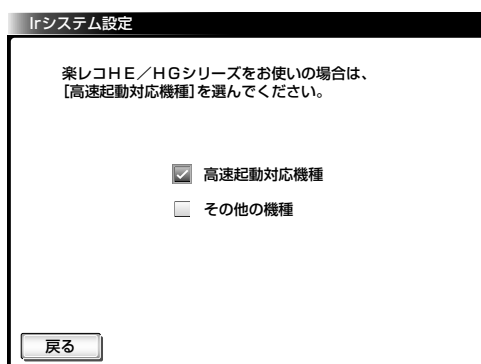 Irシステム設定
楽レコＨＥ／ＨＧシリーズをお使いの場合は、
［高速起動対応機種］を選んでください。
高速起動対応機種
その他の機種
戻る